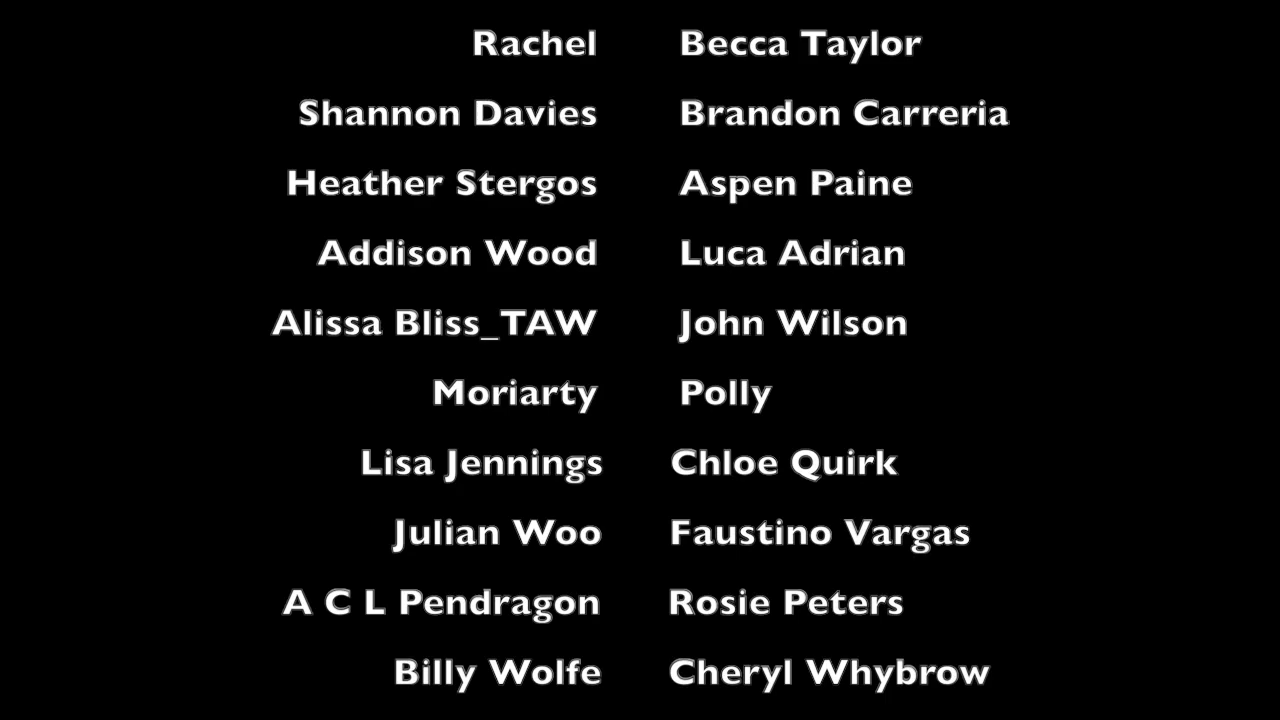 Rachel Becca Taylor
Shannon Davies Brandon Carreria
Heather Stergos Aspen Paine
Addison Wood Luca Adrian
Alissa Bliss_TAW John Wilson
Moriarty Polly
Lisa Jennings Chloe Quirk
Julian Woo Faustino Vargas
A C L Pendragon Rosie Peters
Billy Wolfe Cheryl Whybrow